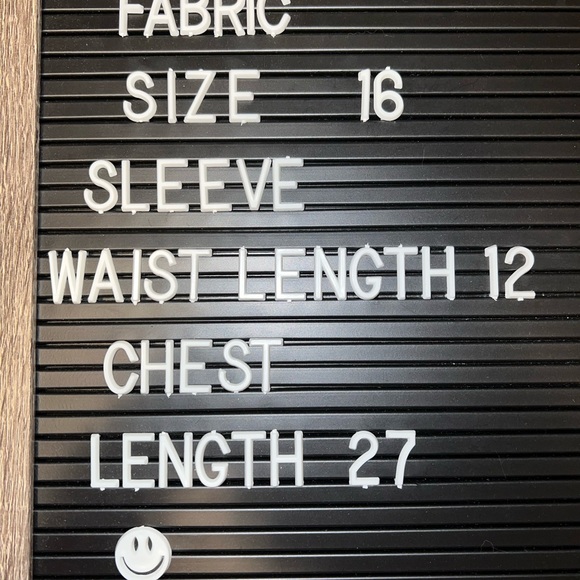 FABRIC
SIZE 16
SLEEVE
WAIST LENGTH 12
CHEST
LENGTH 27